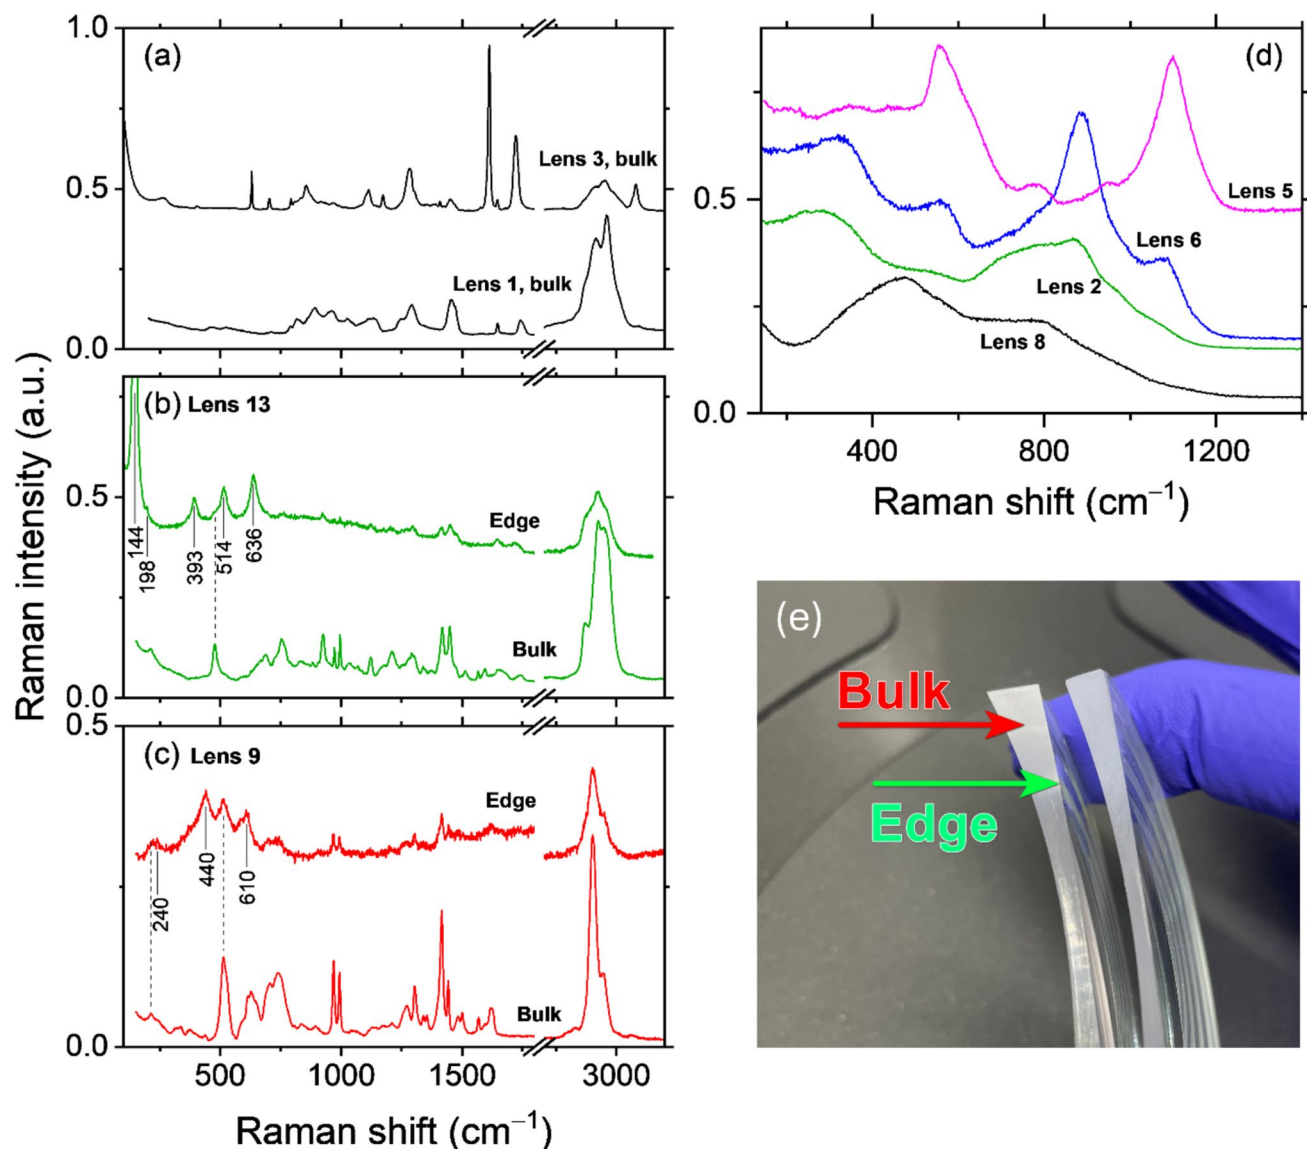 Raman intensity (a.u.)
(a)
1.0
0.5
0.0
Lens 3, bulk
Lens 1, bulk
(b) Lens 13
0.5
0.0
Edge
144
198
393
514
636
Bulk
(c) Lens 9
0.5
0.0
Edge
240
440
610
Bulk
500 1000 1500 3000
Raman shift (cm⁻¹)
(d)
0.5
0.0
Lens 5
Lens 6
Lens 2
Lens 8
400 800 1200
Raman shift (cm⁻¹)
(e)
Bulk
Edge